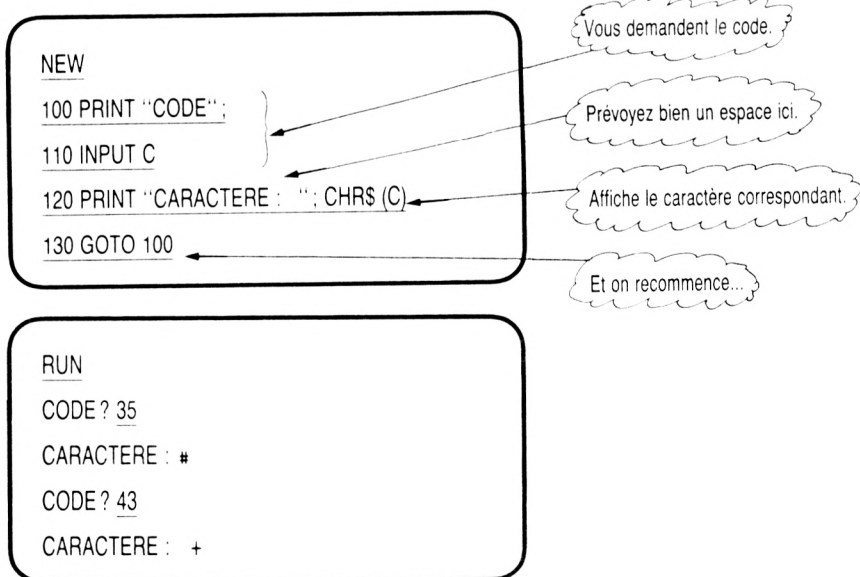 Vous demandent le code.
NEW
100 PRINT “CODE“ ;
Prévoyez bien un espace ici.
110 INPUT C
120 PRINT “CARACTERE :   “; CHR$ (C)
Affiche le caractère correspondant.
130 GOTO 100
Et on recommence...
RUN
CODE ? 35
CARACTERE : #
CODE ? 43
CARACTERE :  +